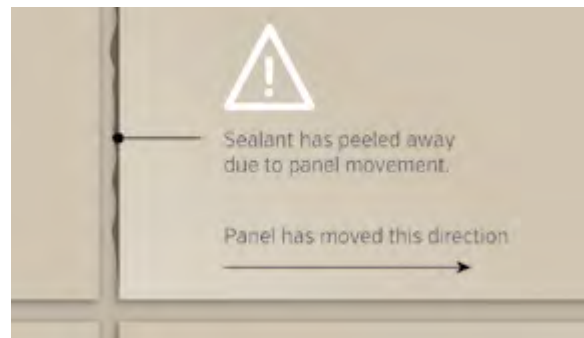 Sealant has peeled away
due to panel movement.
Panel has moved this direction